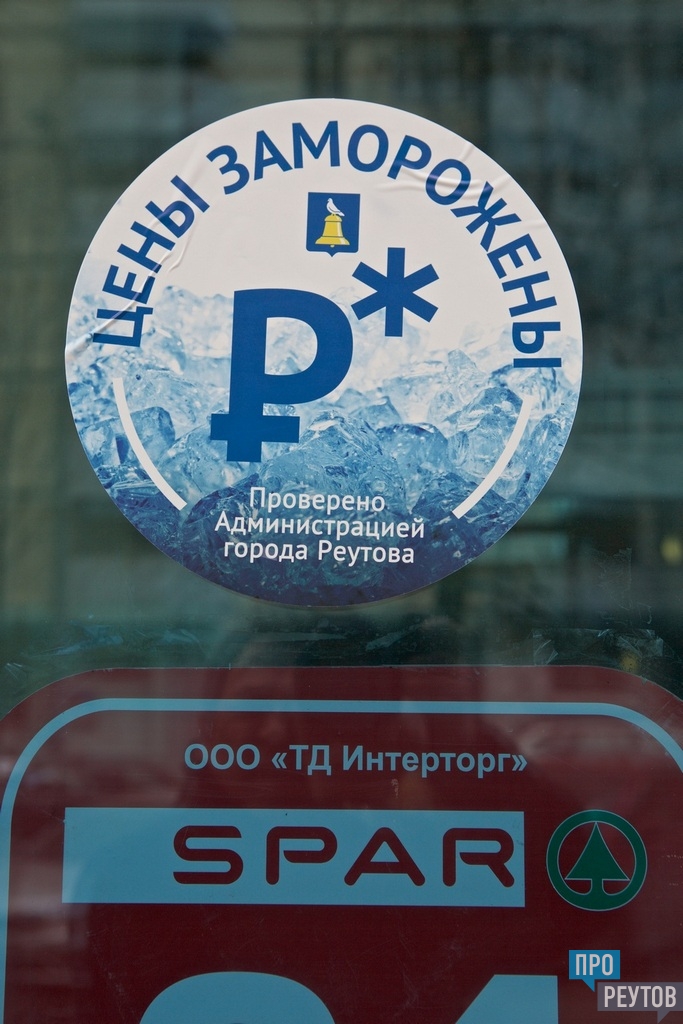 ЦЕНЫ ЗАМОРОЖЕНЫ
₽*
Проверено
Администрацией
города Реутова
ООО «ТД Интерторг»
SPAR
ПРО
РЕУТОВ